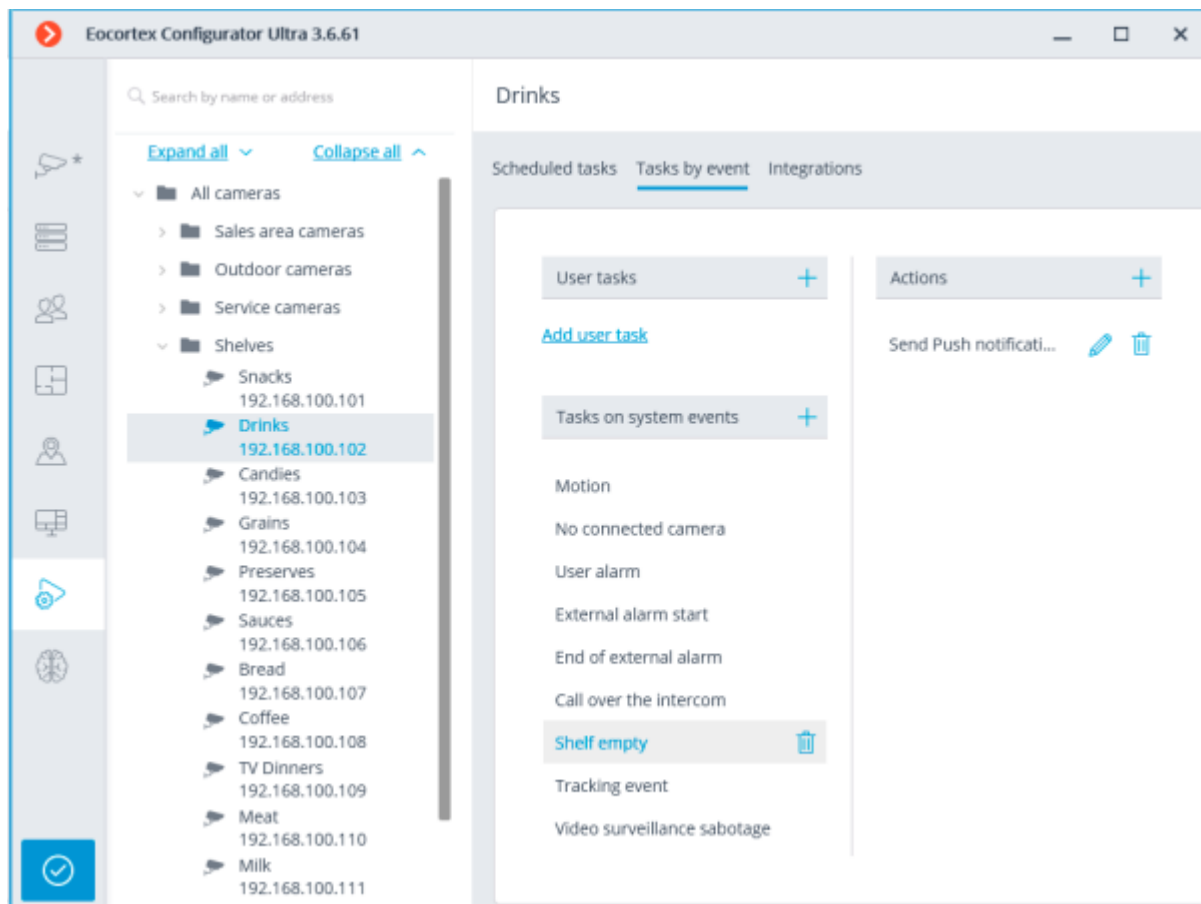 Eocortex Configurator Ultra 3.6.61
Search by name or address
Expand all
Collapse all
All cameras
Sales area cameras
Outdoor cameras
Service cameras
Shelves
Snacks
192.168.100.101
Drinks
192.168.100.102
Candies
192.168.100.103
Grains
192.168.100.104
Preserves
192.168.100.105
Sauces
192.168.100.106
Bread
192.168.100.107
Coffee
192.168.100.108
TV Dinners
192.168.100.109
Meat
192.168.100.110
Milk
192.168.100.111
Drinks
Scheduled tasks Tasks by event Integrations
User tasks
Add user task
Tasks on system events
Motion
No connected camera
User alarm
External alarm start
End of external alarm
Call over the intercom
Shelf empty
Tracking event
Video surveillance sabotage
Actions
Send Push notificati...